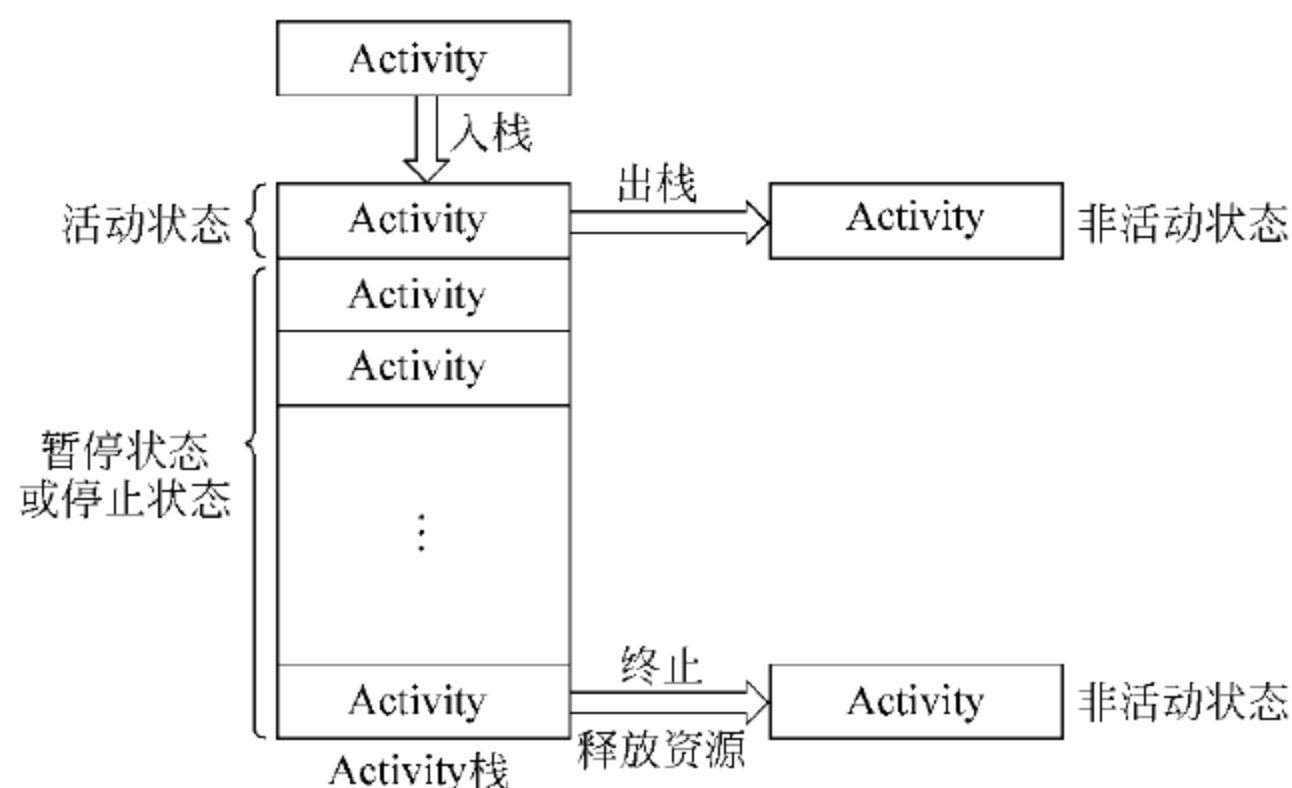 Activity
入栈
活动状态
Activity
出栈
Activity
非活动状态
Activity
Activity
暂停状态
或停止状态
⋮
Activity
终止
释放资源
Activity
非活动状态
Activity栈